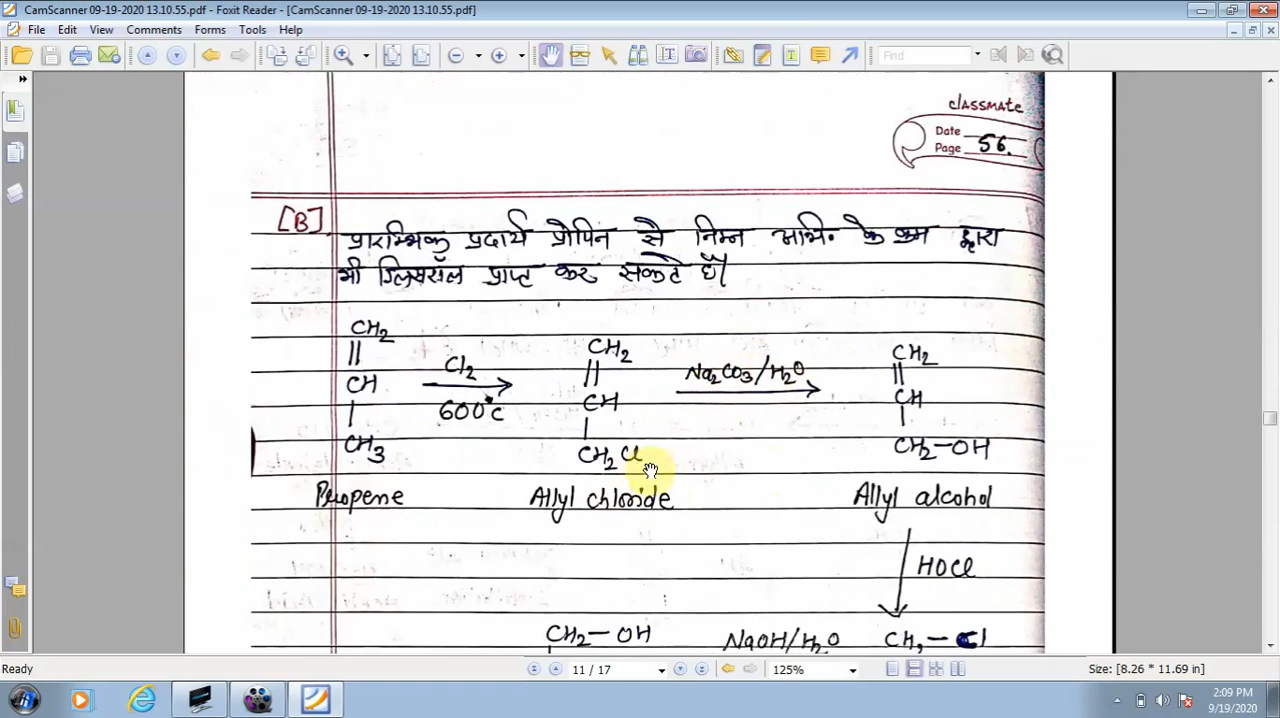 CamScanner 09-19-2020 13.10.55.pdf - Foxit Reader - [CamScanner 09-19-2020 13.10.55.pdf]
File Edit View Comments Forms Tools Help
Find
classmate
Date
Page 56.
[B]. प्रारम्भिक पदार्थ प्रोपिन से निम्न अभि. के क्रम द्वारा
भी ग्लिसरॉल प्राप्त कर सकते है।
CH2 = CH - CH3 Cl2 600°C CH2 = CH - CH2Cl Na2CO3/H2O CH2 = CH - CH2-OH
Propene Allyl chloride Allyl alcohol
HOCl
CH2-OH NaOH/H2O CH2-Cl
Ready 11 / 17 125% Size: [8.26 * 11.69 in]
2:09 PM
9/19/2020